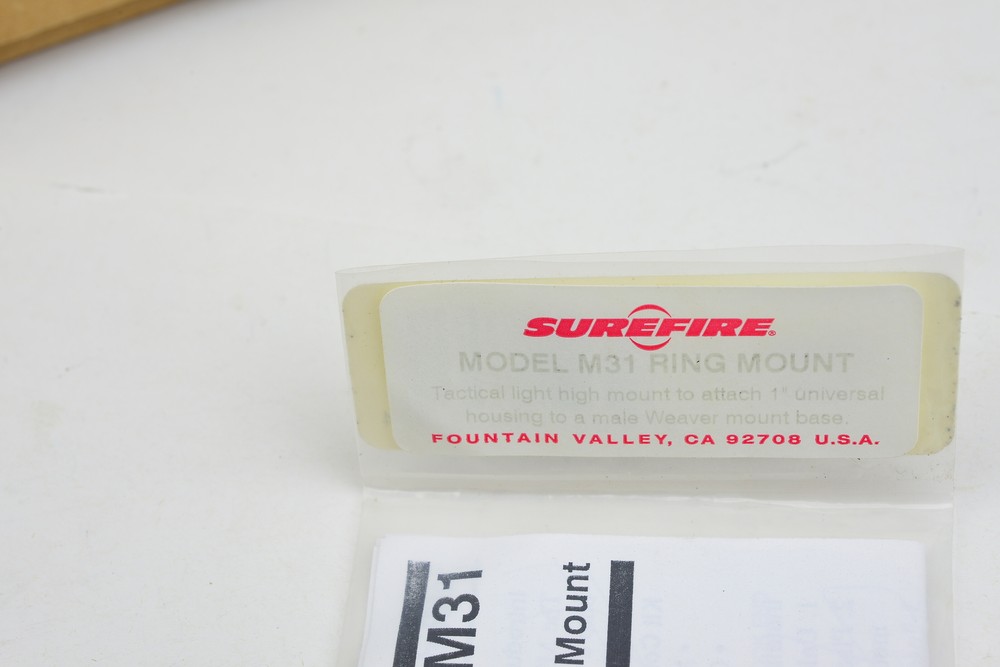 SUREFIRE®
MODEL M31 RING MOUNT
Tactical light high mount to attach 1" universal
housing to a male Weaver mount base.
FOUNTAIN VALLEY, CA 92708 U.S.A.
M31
Mount